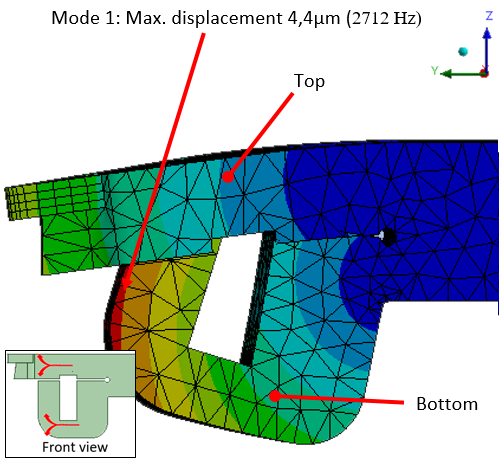 Mode 1: Max. displacement 4,4µm (2712 Hz)
Z
Y
Top
Bottom
Front view